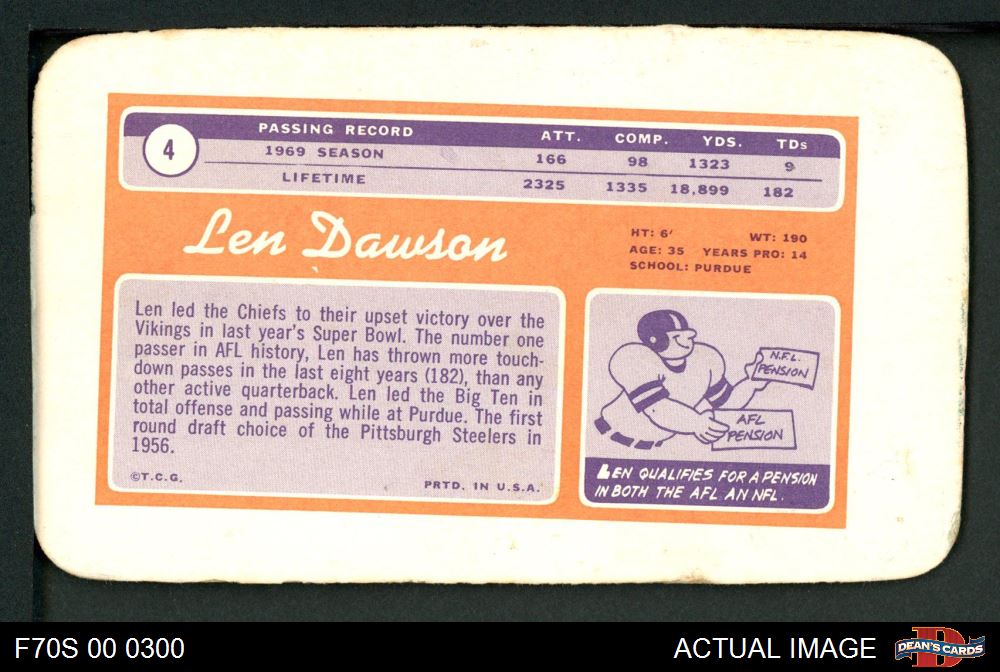 4
PASSING RECORD ATT. COMP. YDS. TDs
1969 SEASON 166 98 1323 9
LIFETIME 2325 1335 18,899 182
Len Dawson
HT: 6' WT: 190
AGE: 35 YEARS PRO: 14
SCHOOL: PURDUE
Len led the Chiefs to their upset victory over the
Vikings in last year's Super Bowl. The number one
passer in AFL history, Len has thrown more touch-
down passes in the last eight years (182), than any
other active quarterback. Len led the Big Ten in
total offense and passing while at Purdue. The first
round draft choice of the Pittsburgh Steelers in
1956.
©T.C.G. PRTD. IN U.S.A.
N.F.L.
PENSION
AFL
PENSION
LEN QUALIFIES FOR A PENSION
IN BOTH THE AFL AN NFL.
F70S 00 0300 ACTUAL IMAGE
D
DEAN'S CARDS